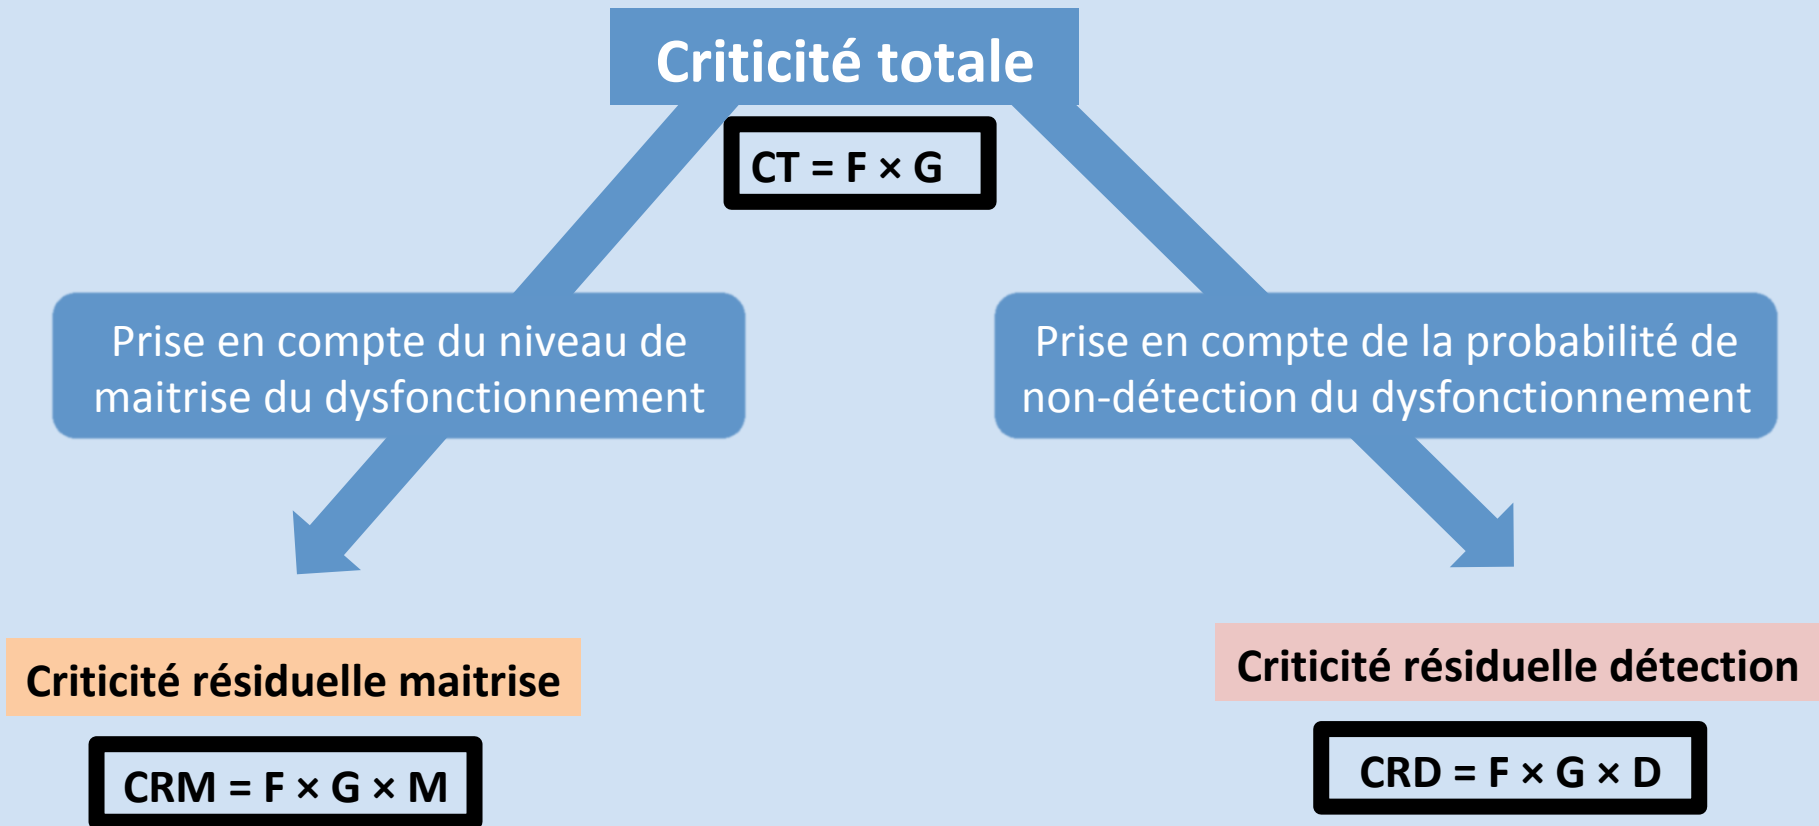 Criticité totale
CT = F × G
Prise en compte du niveau de
maitrise du dysfonctionnement
Prise en compte de la probabilité de
non-détection du dysfonctionnement
Criticité résiduelle maitrise
CRM = F × G × M
Criticité résiduelle détection
CRD = F × G × D